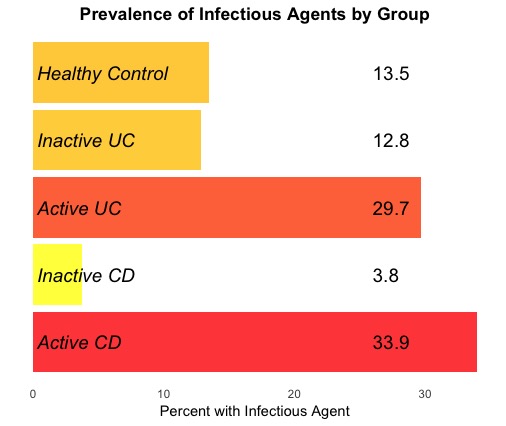 Prevalence of Infectious Agents by Group
Healthy Control 13.5
Inactive UC 12.8
Active UC 29.7
Inactive CD 3.8
Active CD 33.9
0 10 20 30
Percent with Infectious Agent